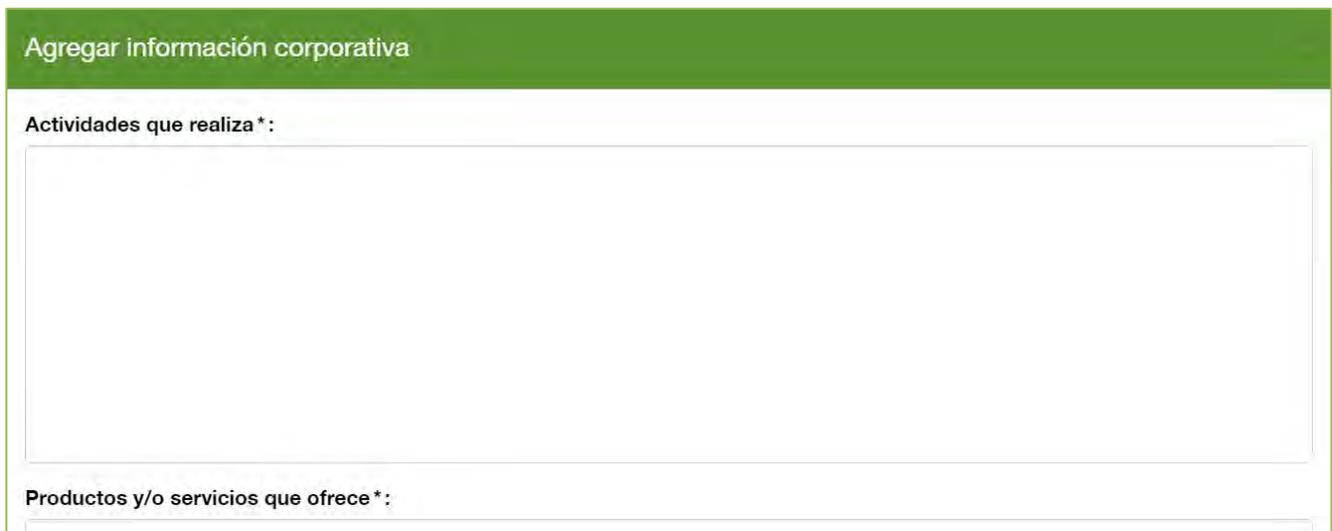 Agregar información corporativa
Actividades que realiza*:
Productos y/o servicios que ofrece*: